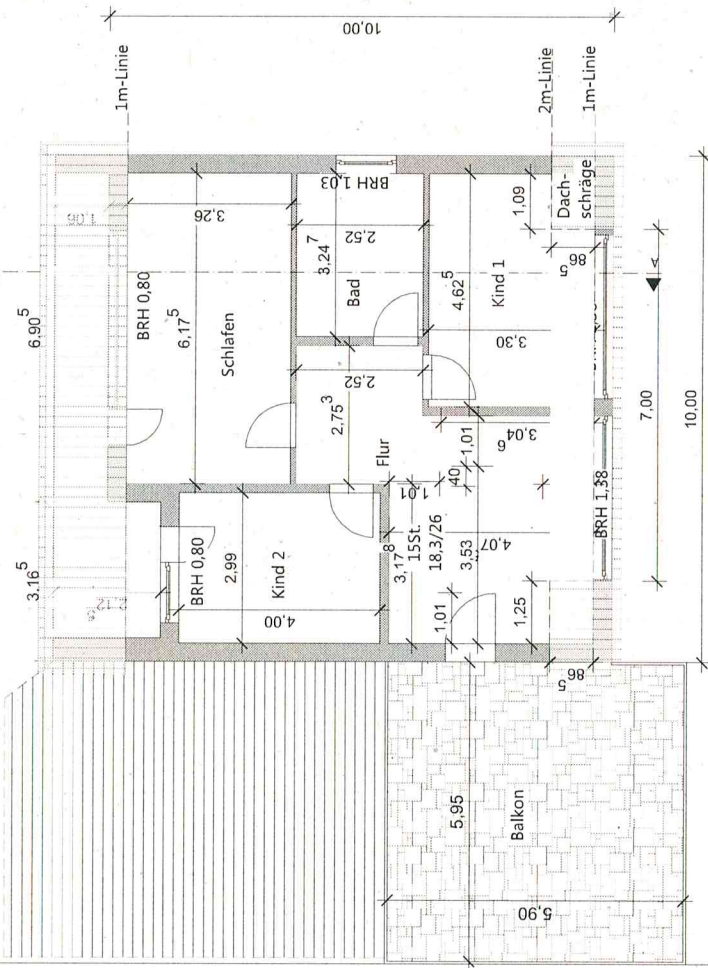 10,00
1m-Linie
2m-Linie
1m-Linie
6,90⁵
3,16⁵
1,06
2,12⁵
BRH 0,80
3,26
6,17⁵
Schlafen
BRH 1,03
2,52
3,24⁷
Bad
1,09
Dach-
schräge
86⁵
4,62⁵
Kind 1
3,30
A
2,52
2,75³
Flur
1,01
3,04⁶
7,00
10,00
BRH 0,80
2,99
Kind 2
4,00
8
3,17
15St.
18,3/26
3,53
1,01
40
4,07
BRH 1,38
1,01
1,25
86⁵
5,95
Balkon
5,90